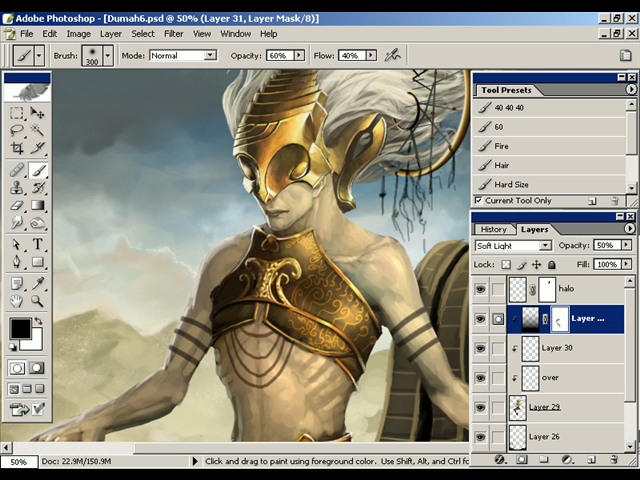 Adobe Photoshop - [Dumah6.psd @ 50% (Layer 31, Layer Mask/8)]
File Edit Image Layer Select Filter View Window Help
Brush: 300 Mode: Normal Opacity: 60% Flow: 40%
Tool Presets
40 40 40
60
Fire
Hair
Hard Size
Current Tool Only
History Layers
Soft Light Opacity: 50%
Lock: Fill: 100%
halo
Layer ...
Layer 30
over
Layer 29
Layer 26
T
50% Doc: 22.9M/150.9M Click and drag to paint using foreground color. Use Shift, Alt, and Ctrl fo